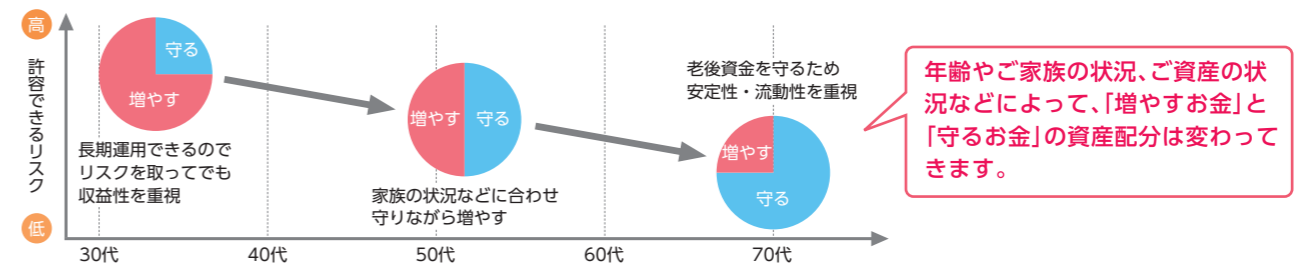 高
許容できるリスク
低
守る
増やす
長期運用できるので
リスクを取ってでも
収益性を重視
増やす
守る
家族の状況などに合わせ
守りながら増やす
老後資金を守るため
安定性・流動性を重視
増やす
守る
30代
40代
50代
60代
70代
年齢やご家族の状況、ご資産の状
況などによって、「増やすお金」と
「守るお金」の資産配分は変わって
きます。